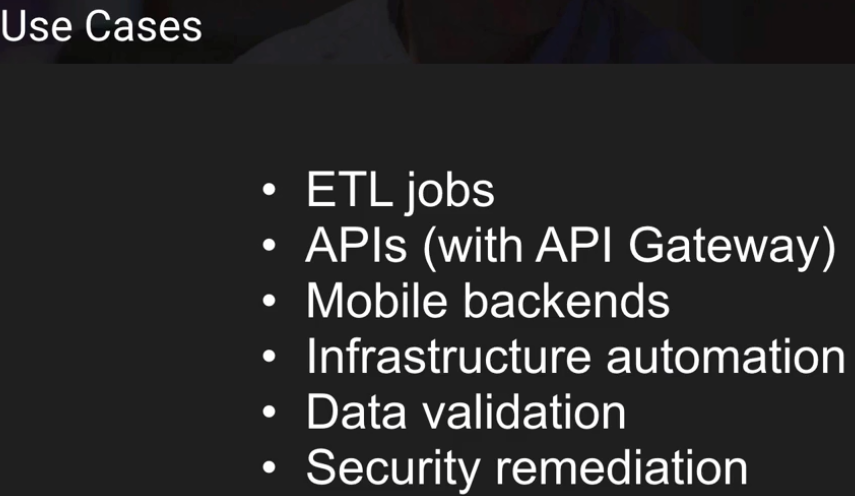 Use Cases
• ETL jobs
• APIs (with API Gateway)
• Mobile backends
• Infrastructure automation
• Data validation
• Security remediation